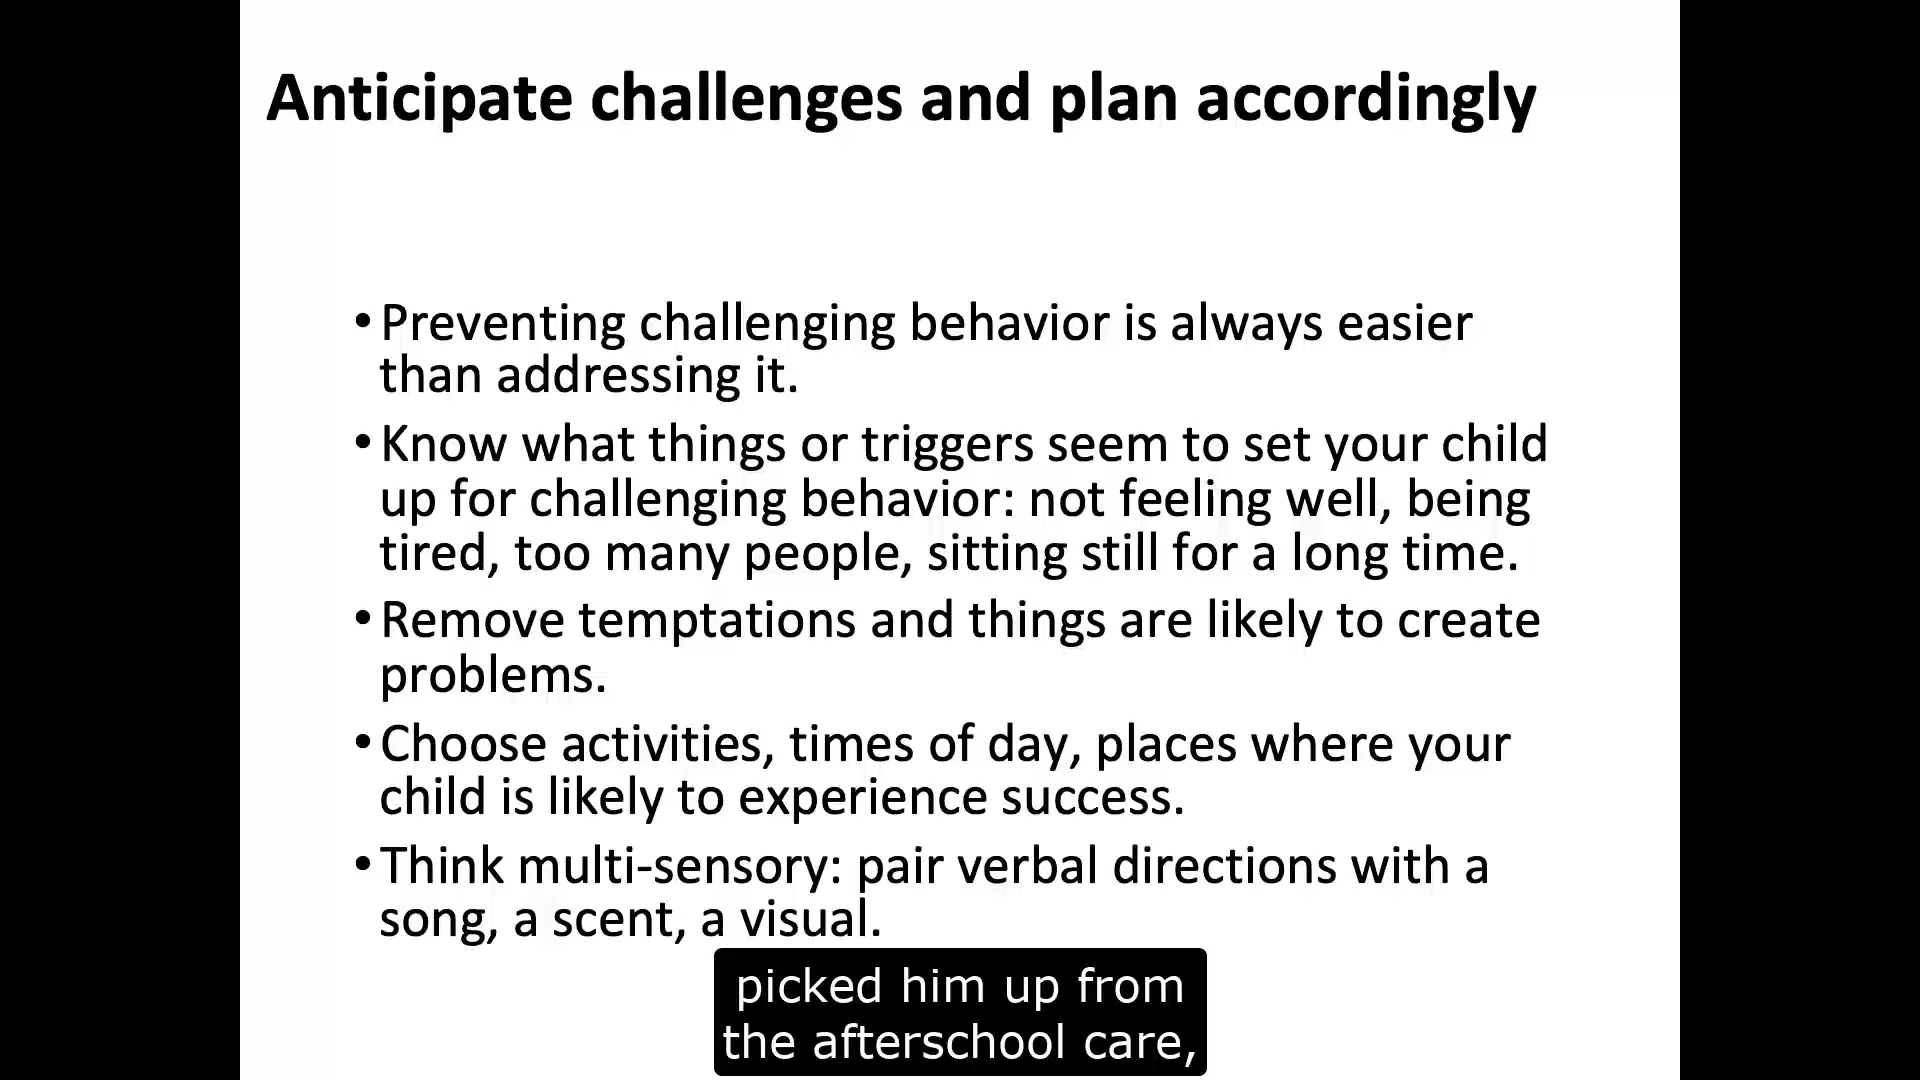 Anticipate challenges and plan accordingly
•Preventing challenging behavior is always easier
than addressing it.
•Know what things or triggers seem to set your child
up for challenging behavior: not feeling well, being
tired, too many people, sitting still for a long time.
•Remove temptations and things are likely to create
problems.
•Choose activities, times of day, places where your
child is likely to experience success.
•Think multi-sensory: pair verbal directions with a
song, a scent, a visual.
picked him up from
the afterschool care,